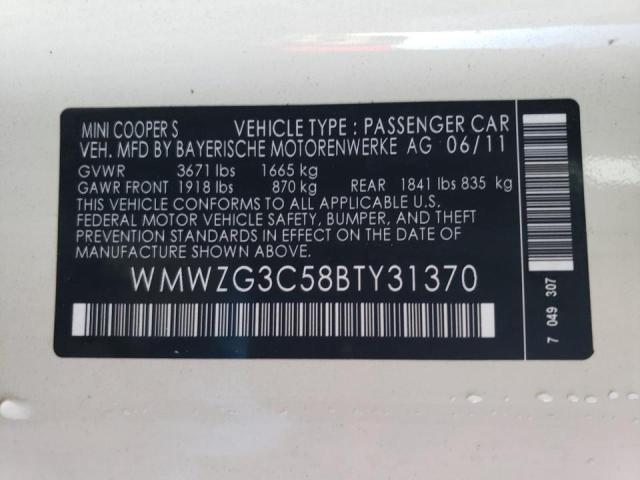 MINI COOPER S VEHICLE TYPE : PASSENGER CAR
VEH. MFD BY BAYERISCHE MOTORENWERKE AG 06/11
GVWR 3671 lbs 1665 kg
GAWR FRONT 1918 lbs 870 kg REAR 1841 lbs 835 kg
THIS VEHICLE CONFORMS TO ALL APPLICABLE U.S.
FEDERAL MOTOR VEHICLE SAFETY, BUMPER, AND THEFT
PREVENTION STANDARDS IN EFFECT ON THE DATE OF
MANUFACTURE SHOWN ABOVE
WMWZG3C58BTY31370
7 049 307